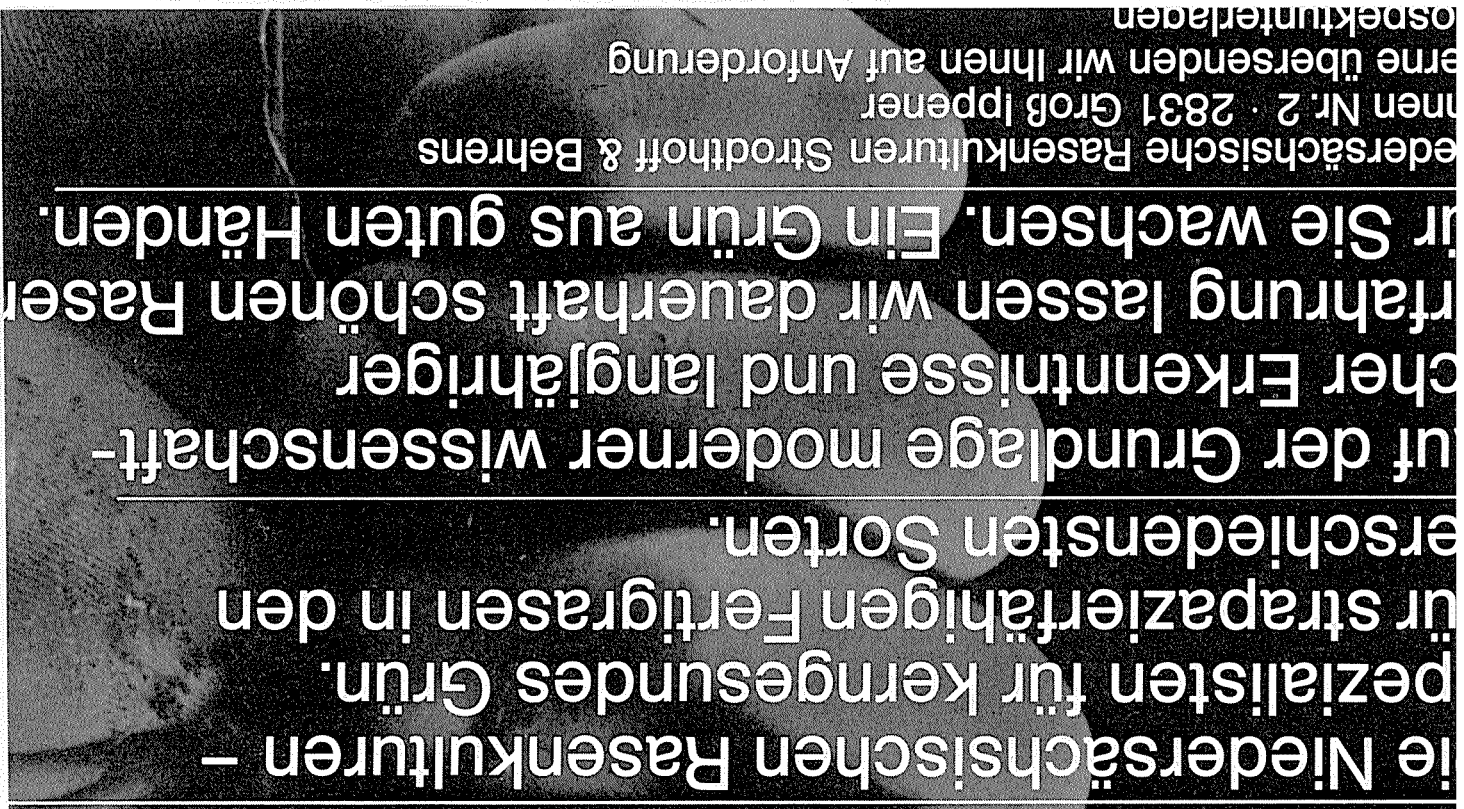 ie Niedersächsischen Rasenkulturen –
pezialisten für kerngesundes Grün.
ür strapazierfähigen Fertigrasen in den
erschiedensten Sorten.
uf der Grundlage moderner wissenschaft-
cher Erkenntnisse und langjähriger
rfahrung lassen wir dauerhaft schönen Rasen
ür Sie wachsen. Ein Grün aus guten Händen.
edersächsische Rasenkulturen Strodthoff & Behrens
nnen Nr. 2 · 2831 Groß Ippener
erne übersenden wir Ihnen auf Anforderung
ospektunterlagen